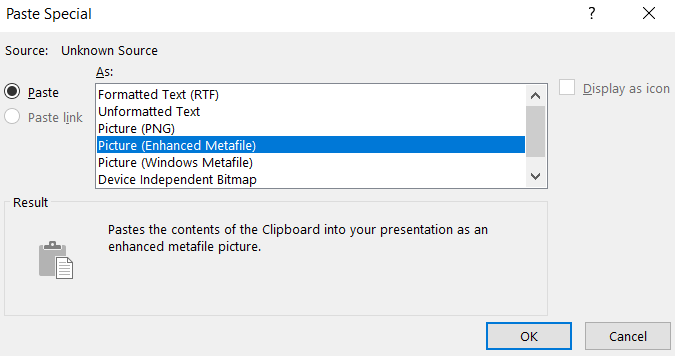 Paste Special
?
Source: Unknown Source
As:
Paste
Paste link
Formatted Text (RTF)
Unformatted Text
Picture (PNG)
Picture (Enhanced Metafile)
Picture (Windows Metafile)
Device Independent Bitmap
Display as icon
Result
Pastes the contents of the Clipboard into your presentation as an
enhanced metafile picture.
OK
Cancel